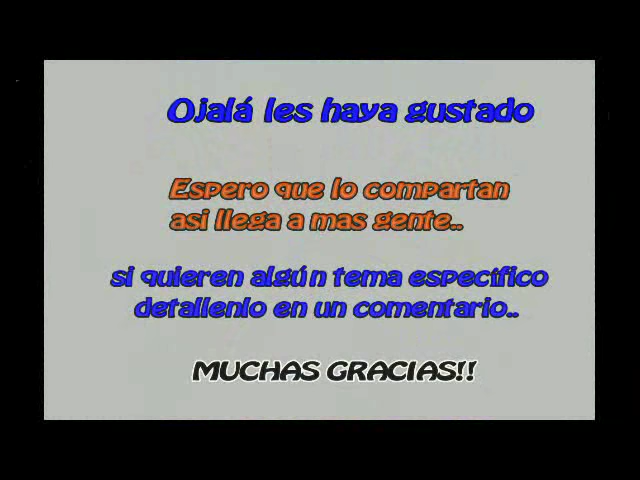 Ojalá les haya gustado
Espero que lo compartan
asi llega a mas gente..
si quieren algún tema específico
detallenlo en un comentario..
MUCHAS GRACIAS!!